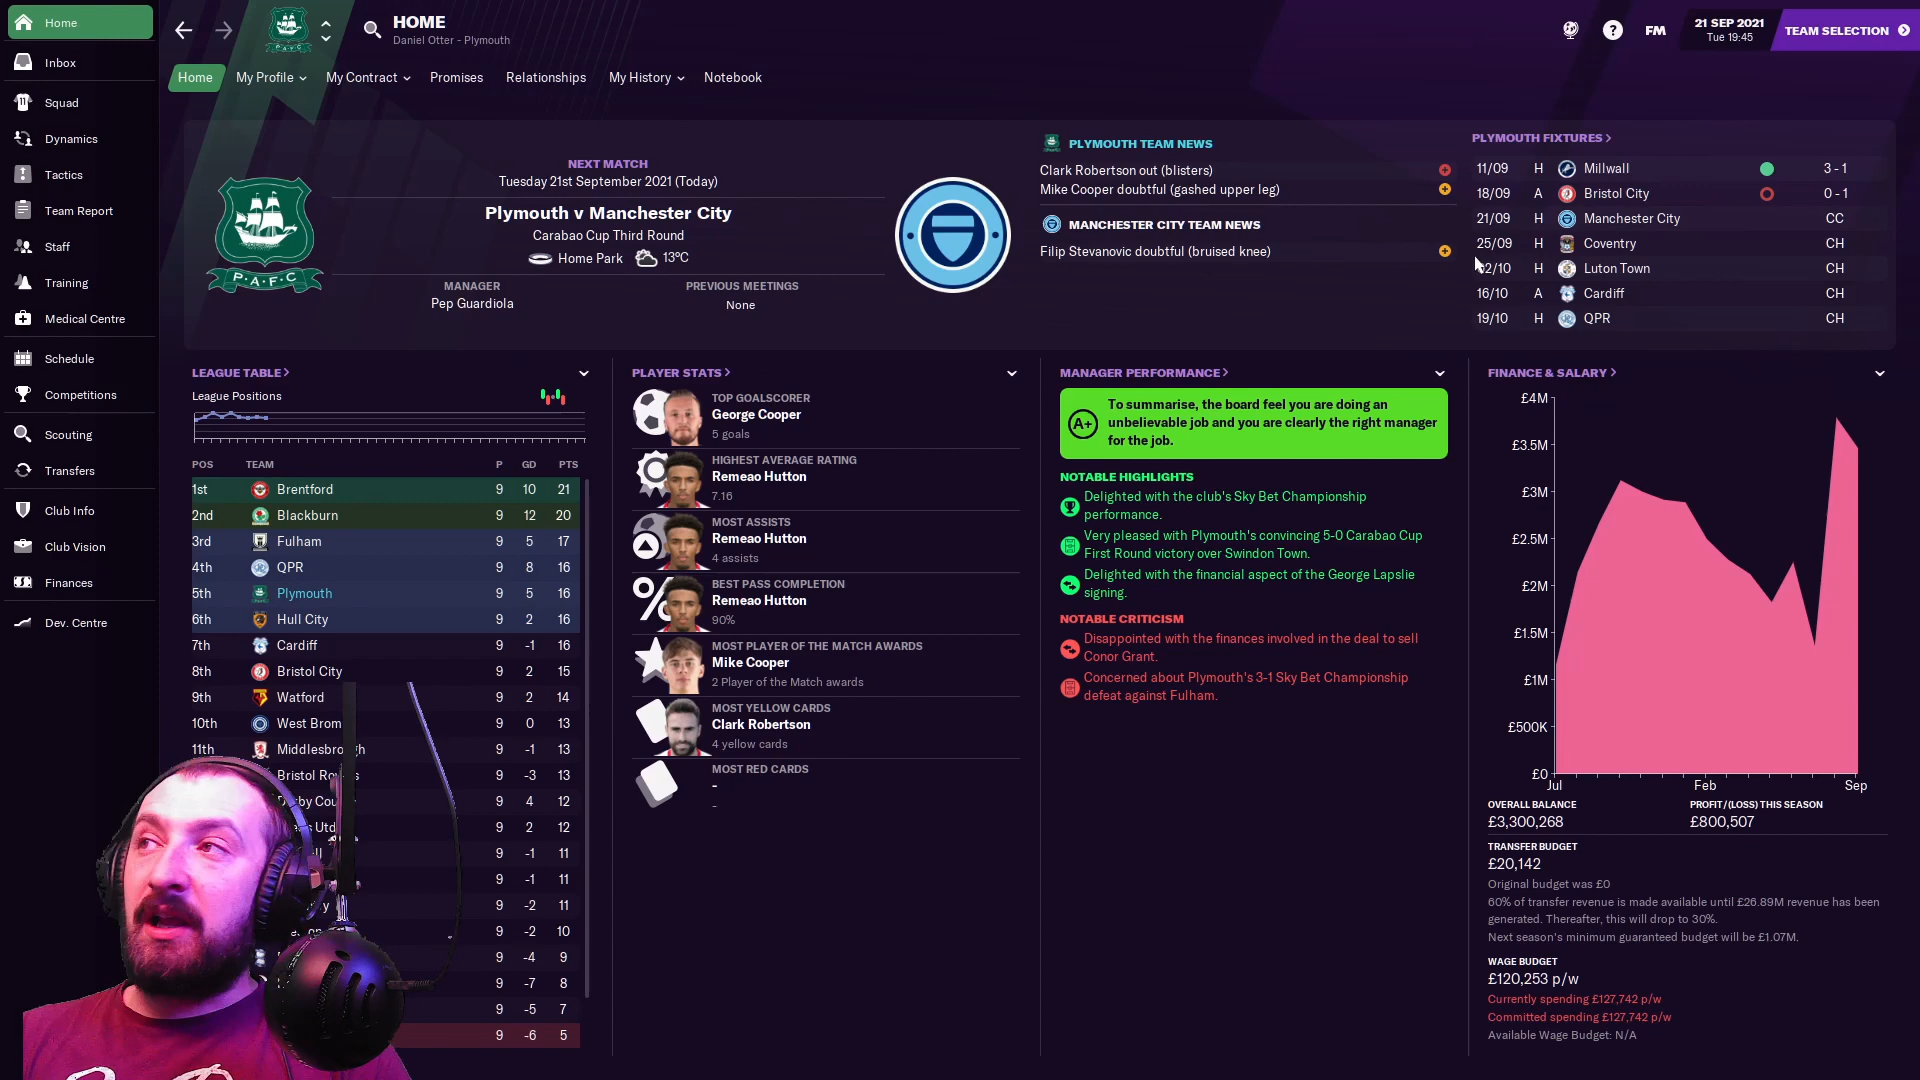 Home
Inbox
Squad
Dynamics
Tactics
Team Report
Staff
Training
Medical Centre
Schedule
Competitions
Scouting
Transfers
Club Info
Club Vision
Finances
Dev. Centre
HOME
Daniel Otter - Plymouth
FM
21 SEP 2021
Tue 19:45
TEAM SELECTION
Home
My Profile
My Contract
Promises
Relationships
My History
Notebook
P·A·F·C
NEXT MATCH
Tuesday 21st September 2021 (Today)
Plymouth v Manchester City
Carabao Cup Third Round
Home Park 13ºC
MANAGER
Pep Guardiola
PREVIOUS MEETINGS
None
PLYMOUTH TEAM NEWS
Clark Robertson out (blisters)
Mike Cooper doubtful (gashed upper leg)
MANCHESTER CITY TEAM NEWS
Filip Stevanovic doubtful (bruised knee)
PLYMOUTH FIXTURES
11/09 H Millwall 3 - 1
18/09 A Bristol City 0 - 1
21/09 H Manchester City CC
25/09 H Coventry CH
02/10 H Luton Town CH
16/10 A Cardiff CH
19/10 H QPR CH
LEAGUE TABLE
League Positions
POS TEAM P GD PTS
1st Brentford 9 10 21
2nd Blackburn 9 12 20
3rd Fulham 9 5 17
4th QPR 9 8 16
5th Plymouth 9 5 16
6th Hull City 9 2 16
7th Cardiff 9 -1 16
8th Bristol City 9 2 15
9th Watford 9 2 14
10th West Brom 9 0 13
11th Middlesbrough 9 -1 13
Bristol 9 -3 13
9 4 12
Utd 9 2 12
9 -1 11
9 -1 11
9 -2 11
9 -2 10
9 -4 9
9 -7 8
9 -5 7
9 -6 5
PLAYER STATS
TOP GOALSCORER
George Cooper
5 goals
HIGHEST AVERAGE RATING
Remeao Hutton
7.16
MOST ASSISTS
Remeao Hutton
4 assists
BEST PASS COMPLETION
Remeao Hutton
90%
MOST PLAYER OF THE MATCH AWARDS
Mike Cooper
2 Player of the Match awards
MOST YELLOW CARDS
Clark Robertson
4 yellow cards
MOST RED CARDS
-
-
MANAGER PERFORMANCE
A+
To summarise, the board feel you are doing an
unbelievable job and you are clearly the right manager
for the job.
NOTABLE HIGHLIGHTS
Delighted with the club's Sky Bet Championship
performance.
Very pleased with Plymouth's convincing 5-0 Carabao Cup
First Round victory over Swindon Town.
Delighted with the financial aspect of the George Lapslie
signing.
NOTABLE CRITICISM
Disappointed with the finances involved in the deal to sell
Conor Grant.
Concerned about Plymouth's 3-1 Sky Bet Championship
defeat against Fulham.
FINANCE & SALARY
£4M
£3.5M
£3M
£2.5M
£2M
£1.5M
£1M
£500K
£0
Jul Feb Sep
OVERALL BALANCE
£3,300,268
PROFIT/(LOSS) THIS SEASON
£800,507
TRANSFER BUDGET
£20,142
Original budget was £0
60% of transfer revenue is made available until £26.89M revenue has been
generated. Thereafter, this will drop to 30%.
Next season's minimum guaranteed budget will be £1.07M.
WAGE BUDGET
£120,253 p/w
Currently spending £127,742 p/w
Committed spending £127,742 p/w
Available Wage Budget: N/A